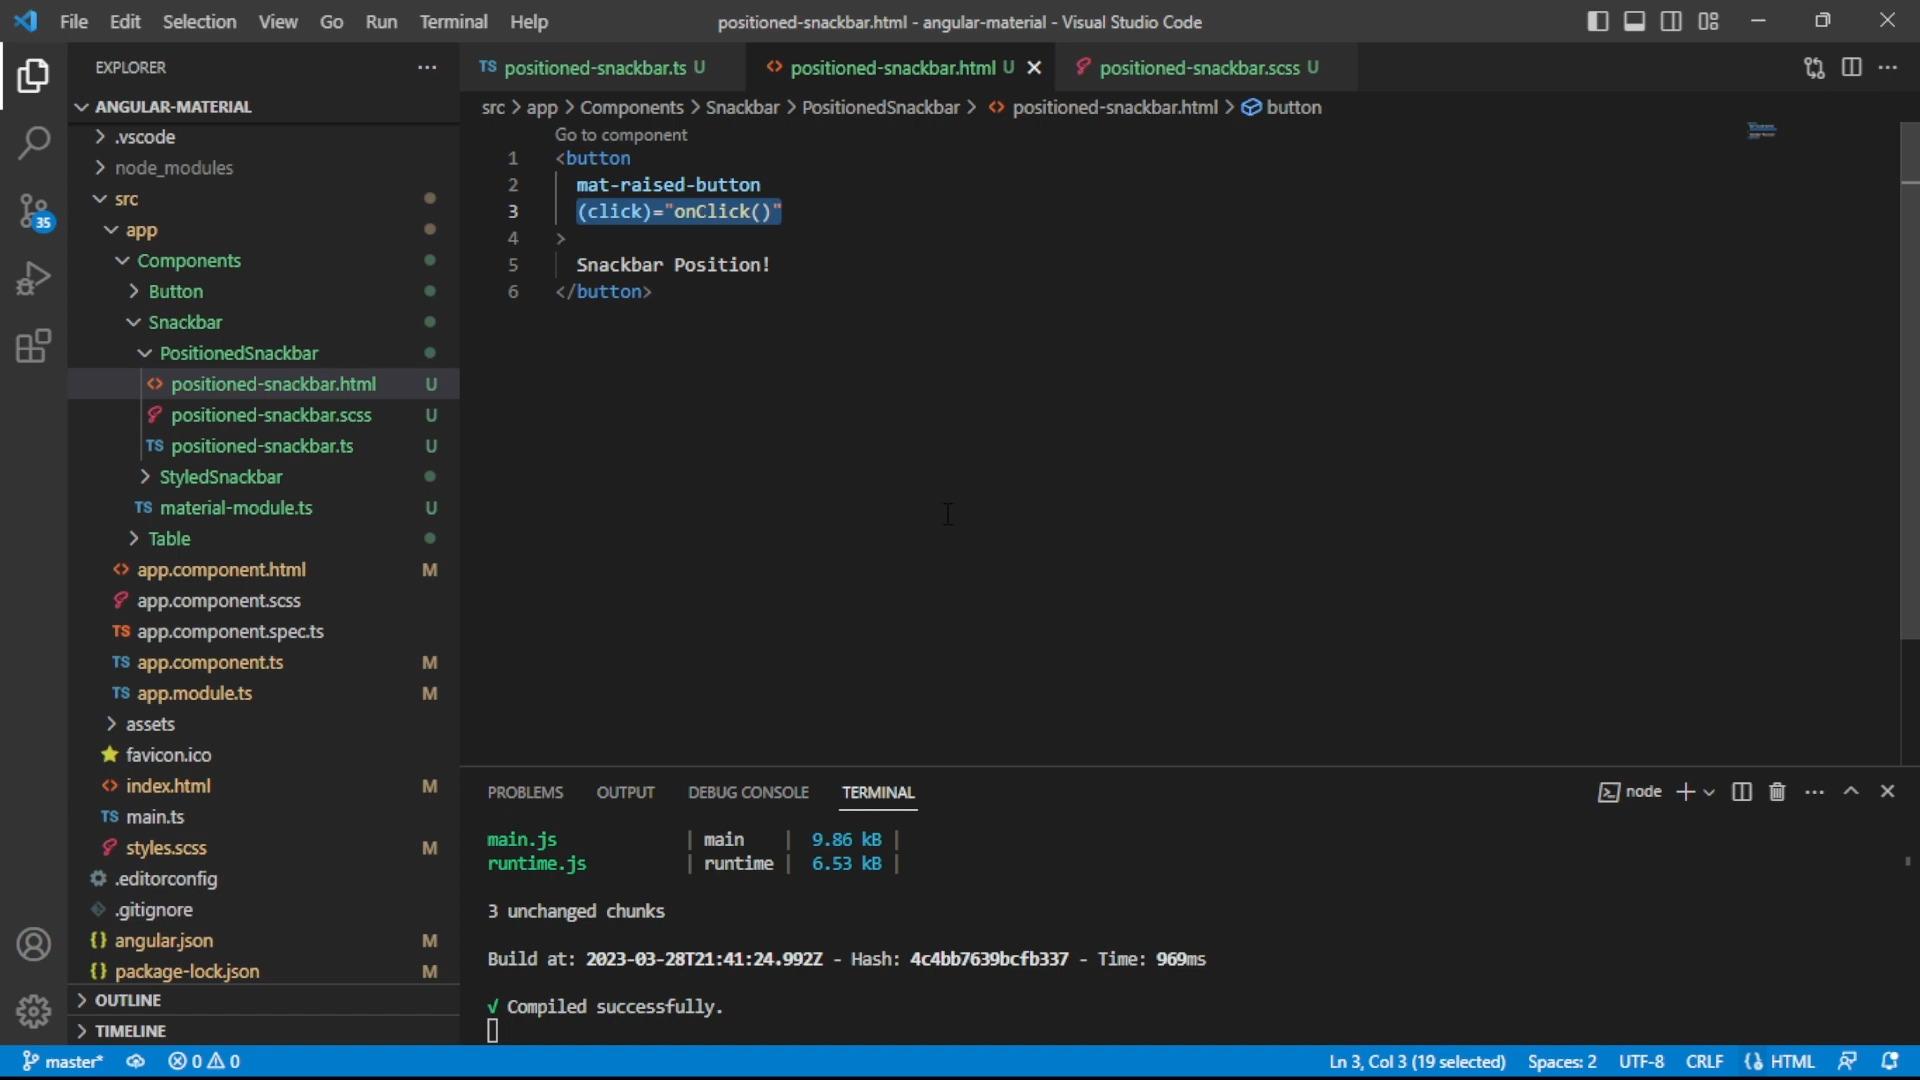 File Edit Selection View Go Run Terminal Help
positioned-snackbar.html - angular-material - Visual Studio Code
EXPLORER
ANGULAR-MATERIAL
.vscode
node_modules
src
app
Components
Button
Snackbar
PositionedSnackbar
positioned-snackbar.html U
positioned-snackbar.scss U
TS positioned-snackbar.ts U
StyledSnackbar
TS material-module.ts U
Table
app.component.html M
app.component.scss
TS app.component.spec.ts
TS app.component.ts M
TS app.module.ts M
assets
favicon.ico
index.html M
TS main.ts
styles.scss M
.editorconfig
.gitignore
{} angular.json M
{} package-lock.json M
OUTLINE
TIMELINE
35
TS positioned-snackbar.ts U
<> positioned-snackbar.html U
positioned-snackbar.scss U
src > app > Components > Snackbar > PositionedSnackbar > <> positioned-snackbar.html > button
Go to component
1 <button
2 mat-raised-button
3 (click)="onClick()"
4 >
5 Snackbar Position!
6 </button>
PROBLEMS OUTPUT DEBUG CONSOLE TERMINAL
node
main.js | main | 9.86 kB |
runtime.js | runtime | 6.53 kB |
3 unchanged chunks
Build at: 2023-03-28T21:41:24.992Z - Hash: 4c4bb7639bcfb337 - Time: 969ms
√ Compiled successfully.
master* 0 0
Ln 3, Col 3 (19 selected) Spaces: 2 UTF-8 CRLF HTML